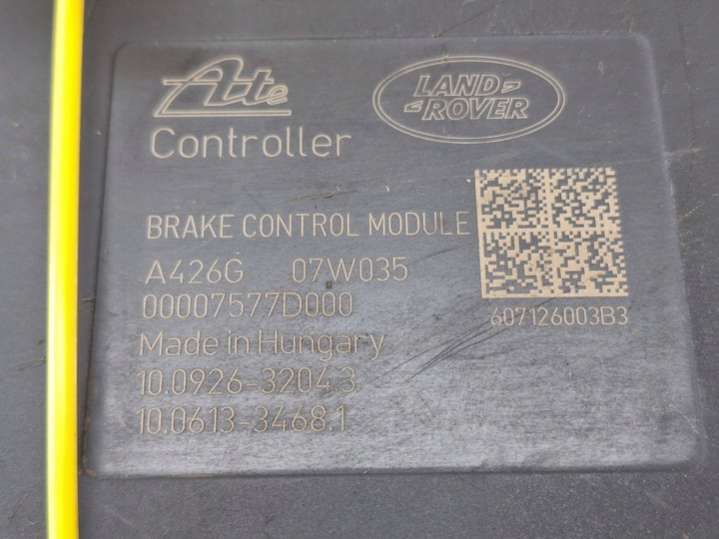 Ate
LAND-
-ROVER
Controller
BRAKE CONTROL MODULE
A426G 07W035
00007577D000
607126003B3
Made in Hungary
10.0926-3204.3
10.0613-3468.1